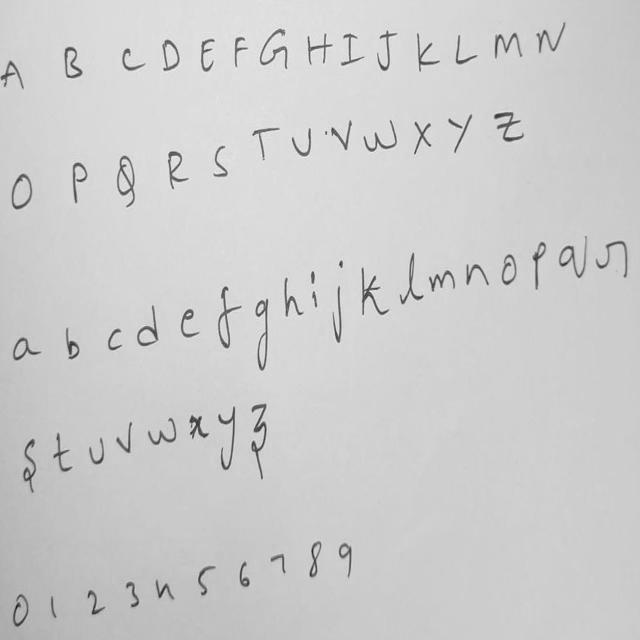 A B C D E F G H I J K L M N
O P Q R S T U V W X Y Z
a b c d e f g h i j k l m n o p q r
s t u v w x y z
0 1 2 3 4 5 6 7 8 9